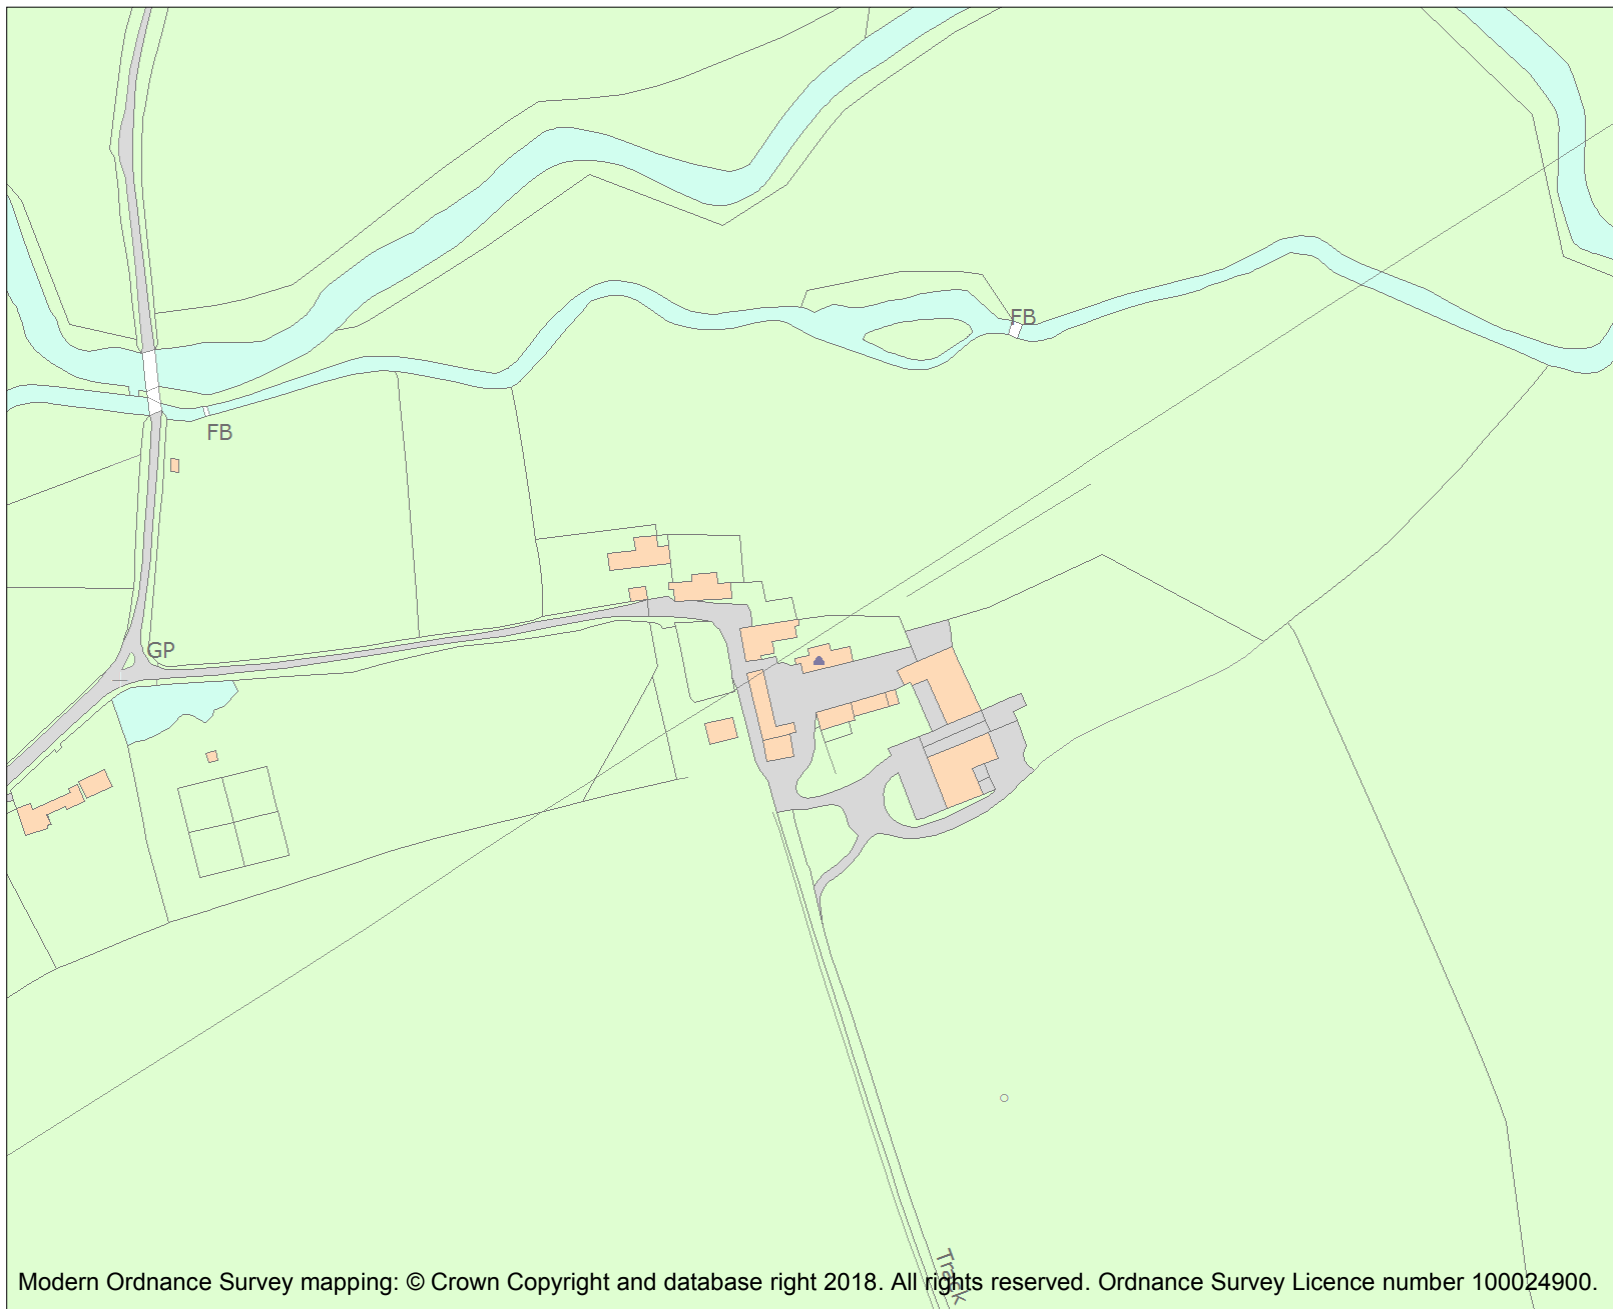 FB
FB
GP
Track
Modern Ordnance Survey mapping: © Crown Copyright and database right 2018. All rights reserved. Ordnance Survey Licence number 100024900.